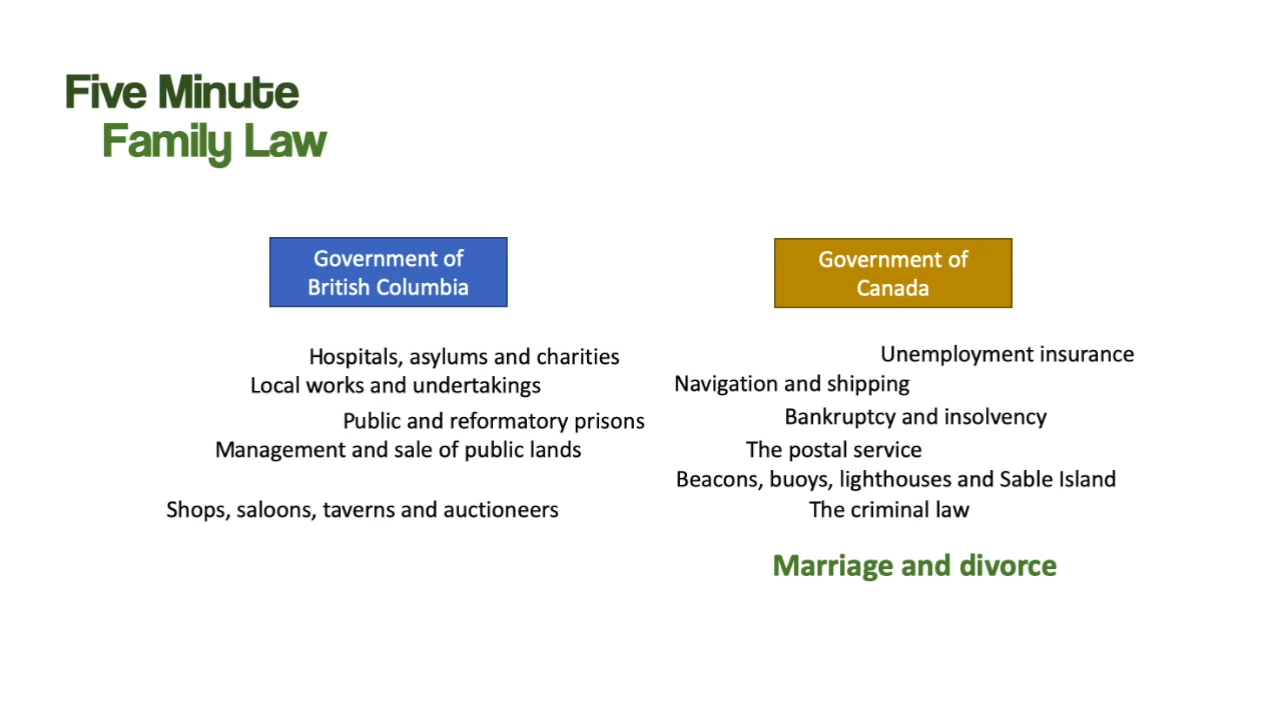 Five Minute
Family Law
Government of
British Columbia
Hospitals, asylums and charities
Local works and undertakings
Public and reformatory prisons
Management and sale of public lands
Shops, saloons, taverns and auctioneers
Government of
Canada
Unemployment insurance
Navigation and shipping
Bankruptcy and insolvency
The postal service
Beacons, buoys, lighthouses and Sable Island
The criminal law
Marriage and divorce